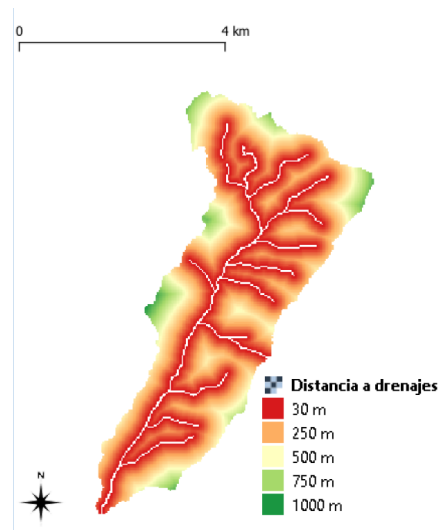 0 4 km
N
Distancia a drenajes
30 m
250 m
500 m
750 m
1000 m